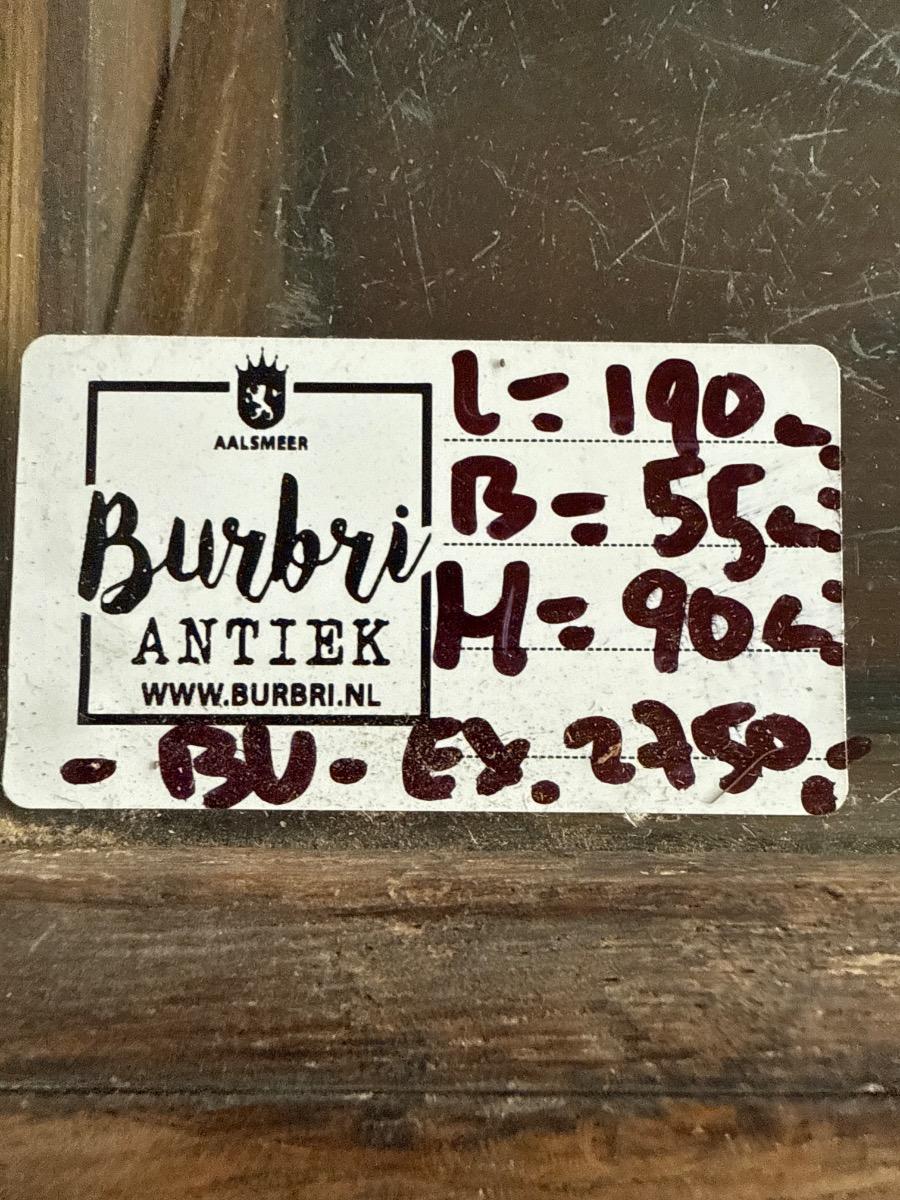 AALSMEER
Burbri
ANTIEK
WWW.BURBRI.NL
L = 190
B = 55
H = 90
- BU - Ex. 2750.-